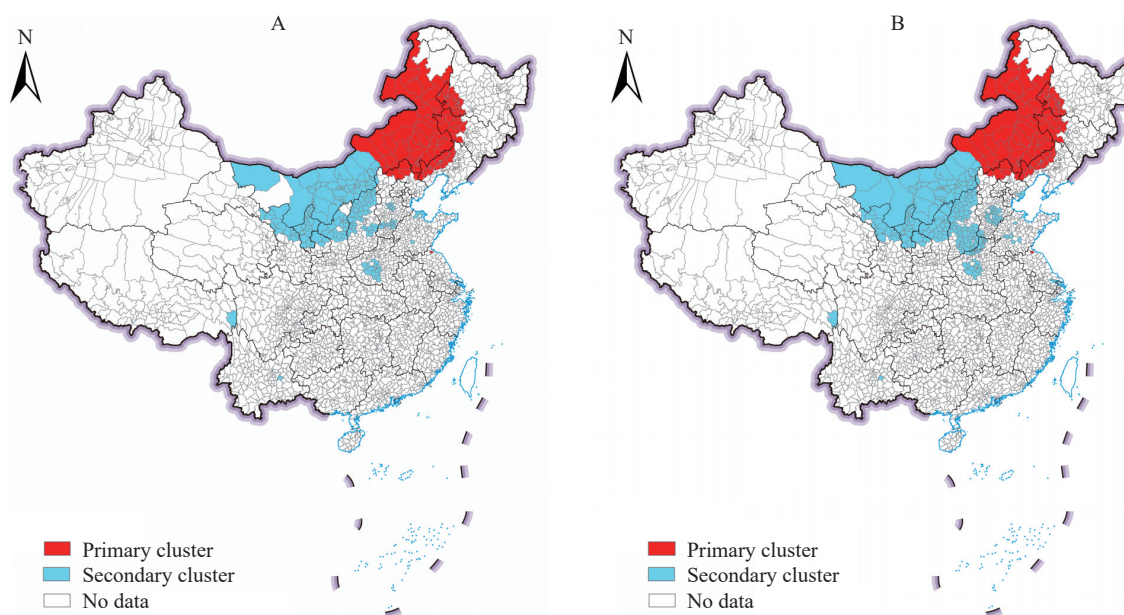 A
N
Primary cluster
Secondary cluster
No data
B
N
Primary cluster
Secondary cluster
No data